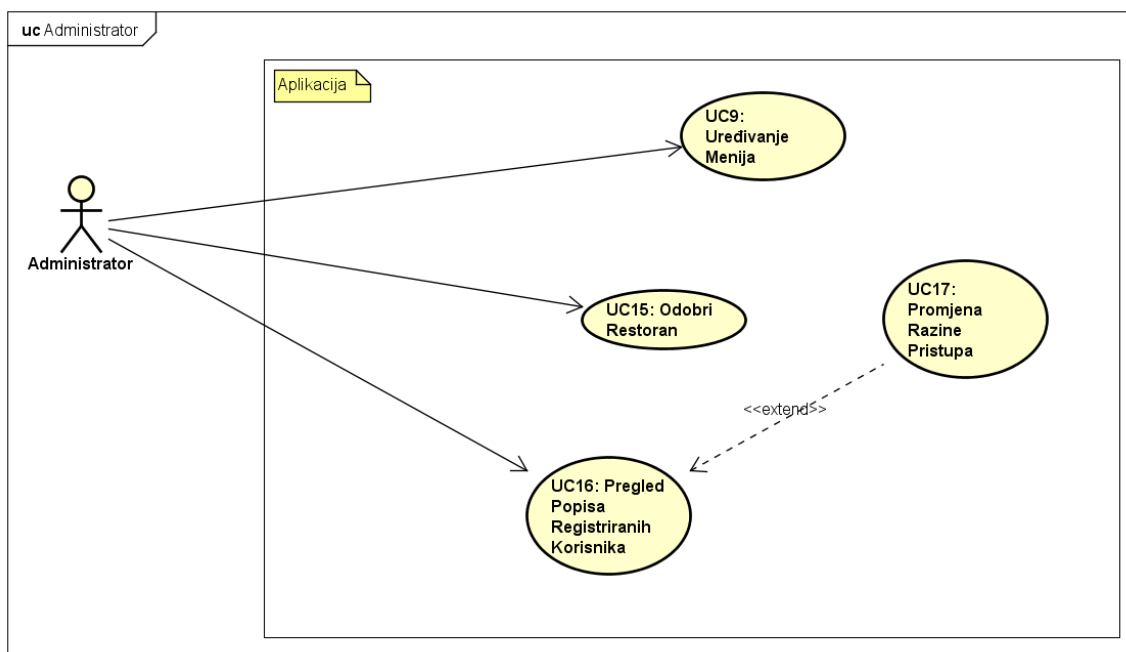 uc Administrator
Aplikacija
UC9:
Uređivanje
Menija
Administrator
UC15: Odobri
Restoran
UC17:
Promjena
Razine
Pristupa
<<extend>>
UC16: Pregled
Popisa
Registriranih
Korisnika